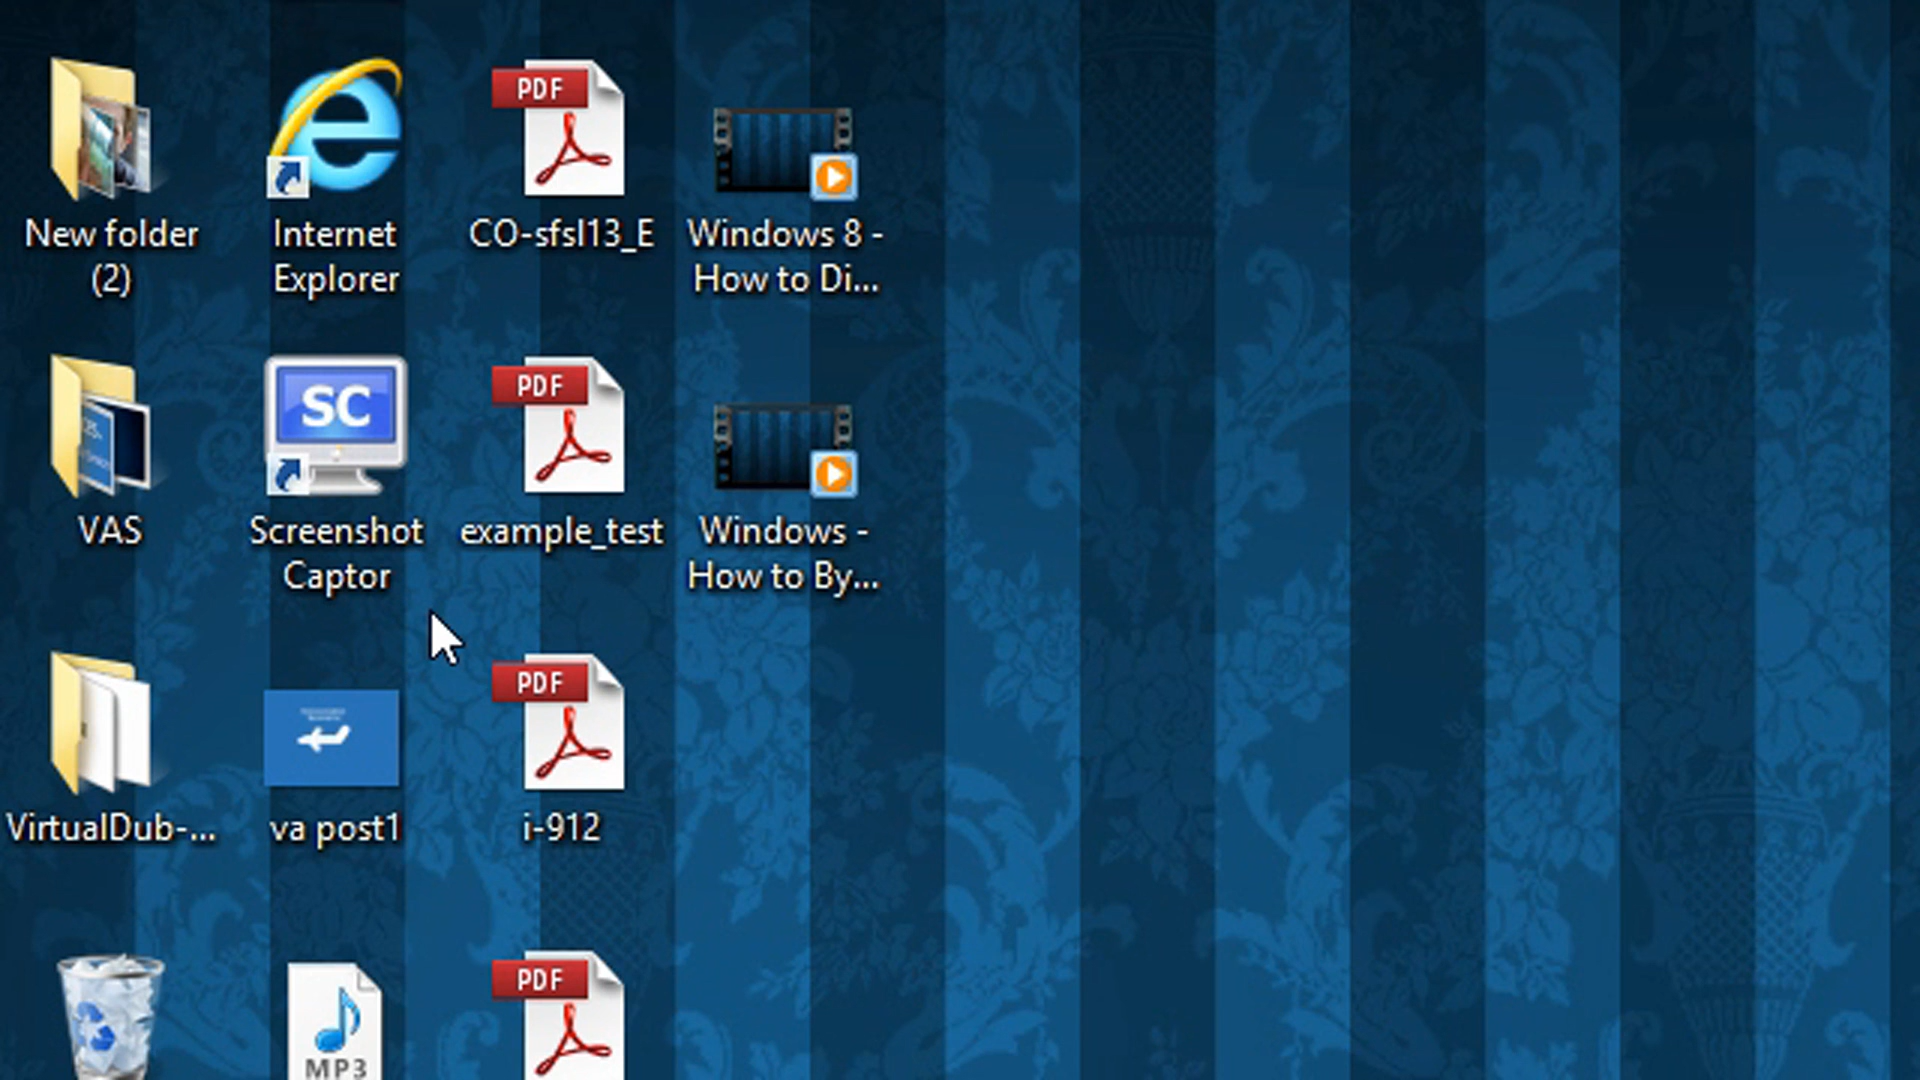 PDF
New folder
(2)
Internet
Explorer
CO-sfsl13_E
Windows 8 -
How to Di...
SC
PDF
VAS
Screenshot
Captor
example_test
Windows -
How to By...
PDF
VirtualDub-...
va post1
i-912
PDF
MP3